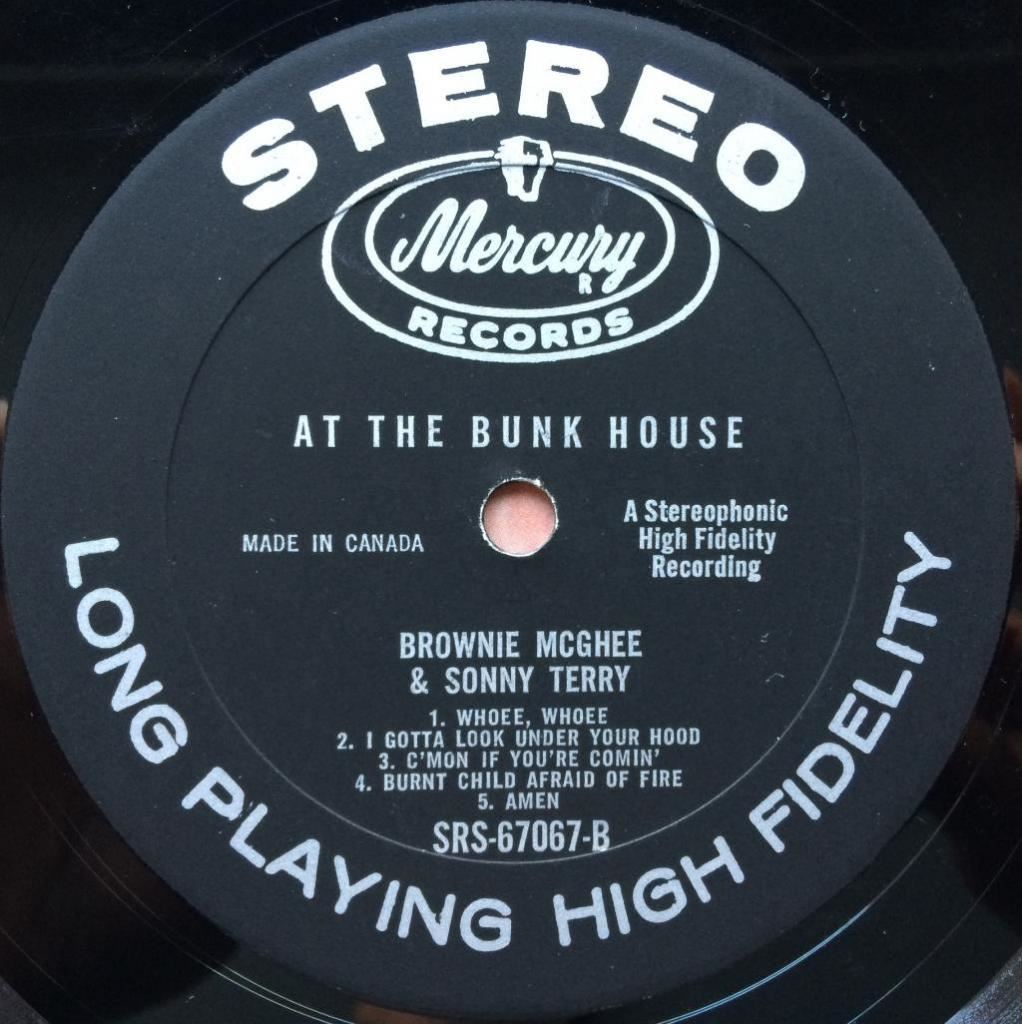 STEREO
Mercury
R
RECORDS
AT THE BUNK HOUSE
MADE IN CANADA
A Stereophonic
High Fidelity
Recording
BROWNIE MCGHEE
& SONNY TERRY
1. WHOEE, WHOEE
2. I GOTTA LOOK UNDER YOUR HOOD
3. C'MON IF YOU'RE COMIN'
4. BURNT CHILD AFRAID OF FIRE
5. AMEN
SRS-67067-B
LONG PLAYING HIGH FIDELITY